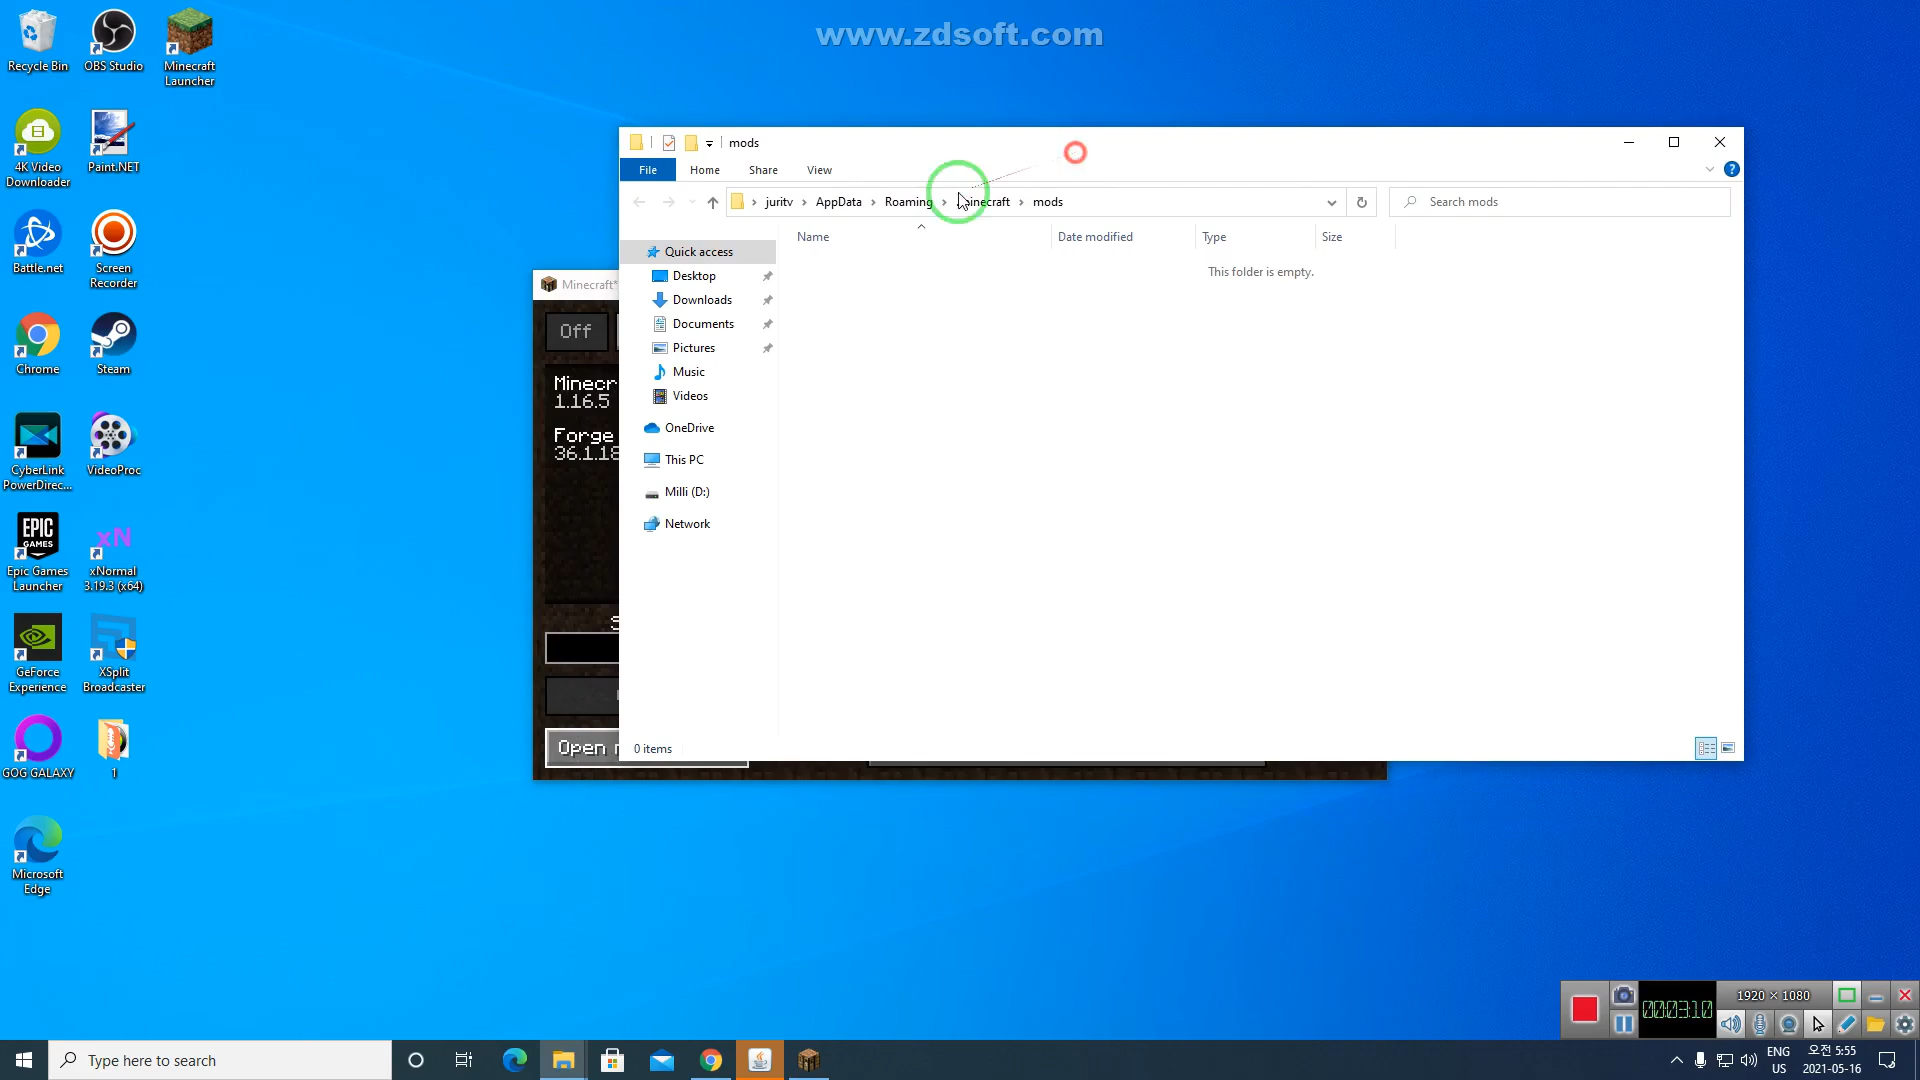 www.zdsoft.com
Recycle Bin
OBS Studio
Minecraft
Launcher
4K Video
Downloader
Paint.NET
Battle.net
Screen
Recorder
Chrome
Steam
CyberLink
PowerDirec...
VideoProc
EPIC
GAMES
Epic Games
Launcher
xN
xNormal
3.19.3 (x64)
GeForce
Experience
XSplit
Broadcaster
GOG GALAXY
1
Microsoft
Edge
mods
File
Home
Share
View
juritv
AppData
Roaming
mods
Search mods
Name
Date modified
Type
Size
This folder is empty.
Quick access
Desktop
Downloads
Documents
Pictures
Music
Videos
OneDrive
This PC
Milli (D:)
Network
0 items
Minecraft*
Off
Minecr
1.16.5
Forge
36.1.18
Open
1920 × 1080
00:03:10
Type here to search
ENG
US
오전 5:55
2021-05-16